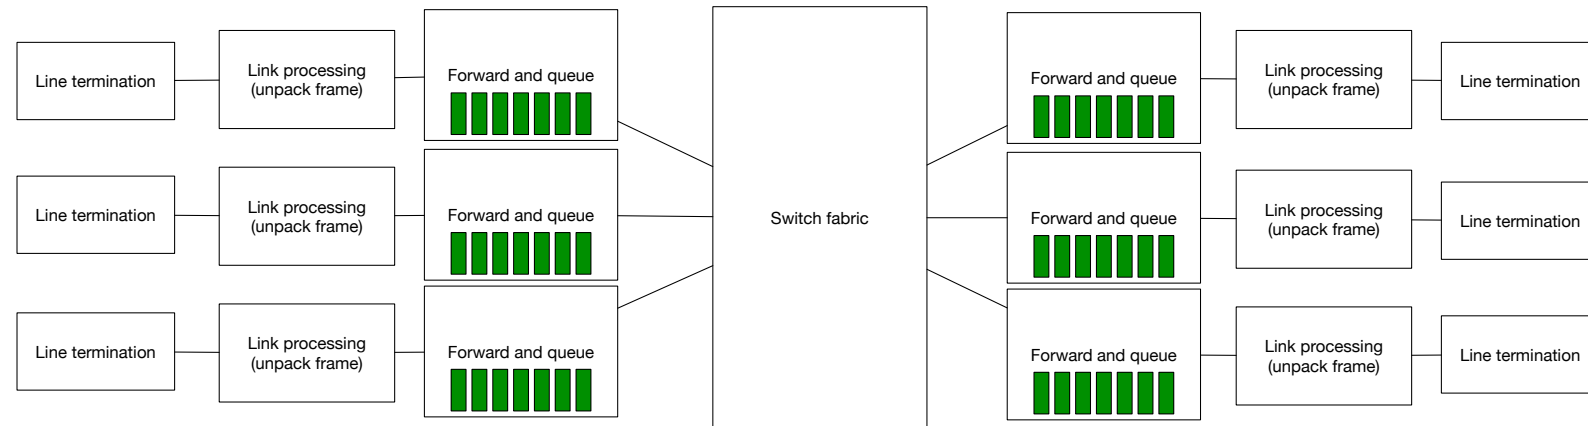 Line termination
Link processing
(unpack frame)
Forward and queue
Line termination
Link processing
(unpack frame)
Forward and queue
Line termination
Link processing
(unpack frame)
Forward and queue
Switch fabric
Forward and queue
Link processing
(unpack frame)
Line termination
Forward and queue
Link processing
(unpack frame)
Line termination
Forward and queue
Link processing
(unpack frame)
Line termination